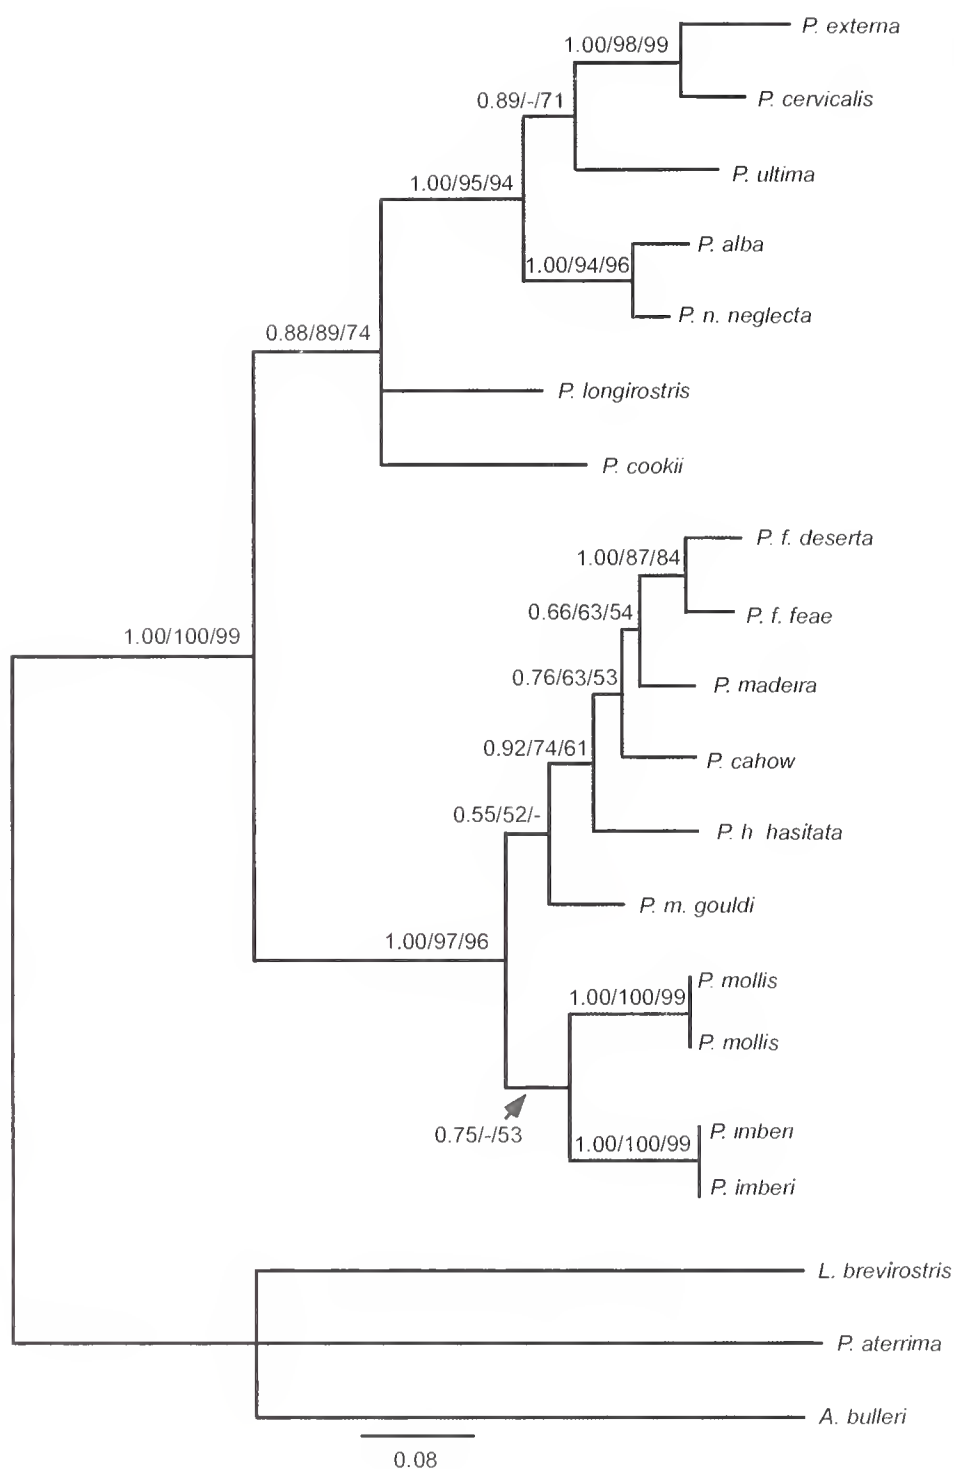 P. externa
1.00/98/99
P. cervicalis
0.89/-/71
P. ultima
1.00/95/94
P. alba
1.00/94/96
P. n. neglecta
0.88/89/74
P. longirostris
P. cookii
P. f. deserta
1.00/87/84
P. f. feae
0.66/63/54
1.00/100/99
P. madeira
0.76/63/53
P. cahow
0.92/74/61
P. h hasitata
0.55/52/-
P. m. gouldi
1.00/97/96
P. mollis
1.00/100/99
P. mollis
P. imberi
0.75/-/53
1.00/100/99
P. imberi
L. brevirostris
P. aterrima
A. bulleri
0.08